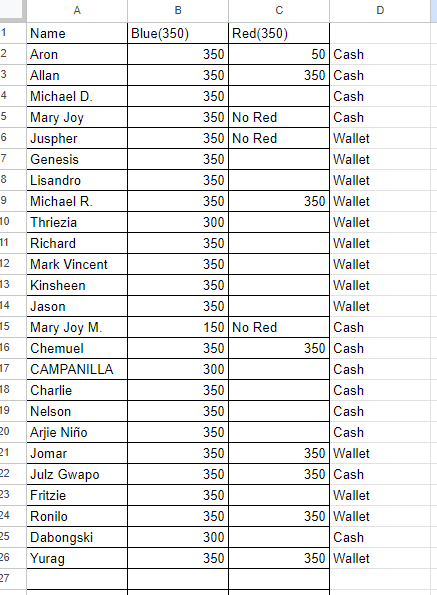 A B C D
1 Name Blue(350) Red(350)
2 Aron 350 50 Cash
3 Allan 350 350 Cash
4 Michael D. 350 Cash
5 Mary Joy 350 No Red Cash
6 Juspher 350 No Red Wallet
7 Genesis 350 Wallet
8 Lisandro 350 Wallet
9 Michael R. 350 350 Wallet
10 Thriezia 300 Wallet
11 Richard 350 Wallet
12 Mark Vincent 350 Wallet
13 Kinsheen 350 Wallet
14 Jason 350 Wallet
15 Mary Joy M. 150 No Red Cash
16 Chemuel 350 350 Cash
17 CAMPANILLA 300 Cash
18 Charlie 350 Cash
19 Nelson 350 Cash
20 Arjie Niño 350 Cash
21 Jomar 350 350 Wallet
22 Julz Gwapo 350 350 Cash
23 Fritzie 350 Wallet
24 Ronilo 350 350 Wallet
25 Dabongski 300 Cash
26 Yurag 350 350 Wallet
27